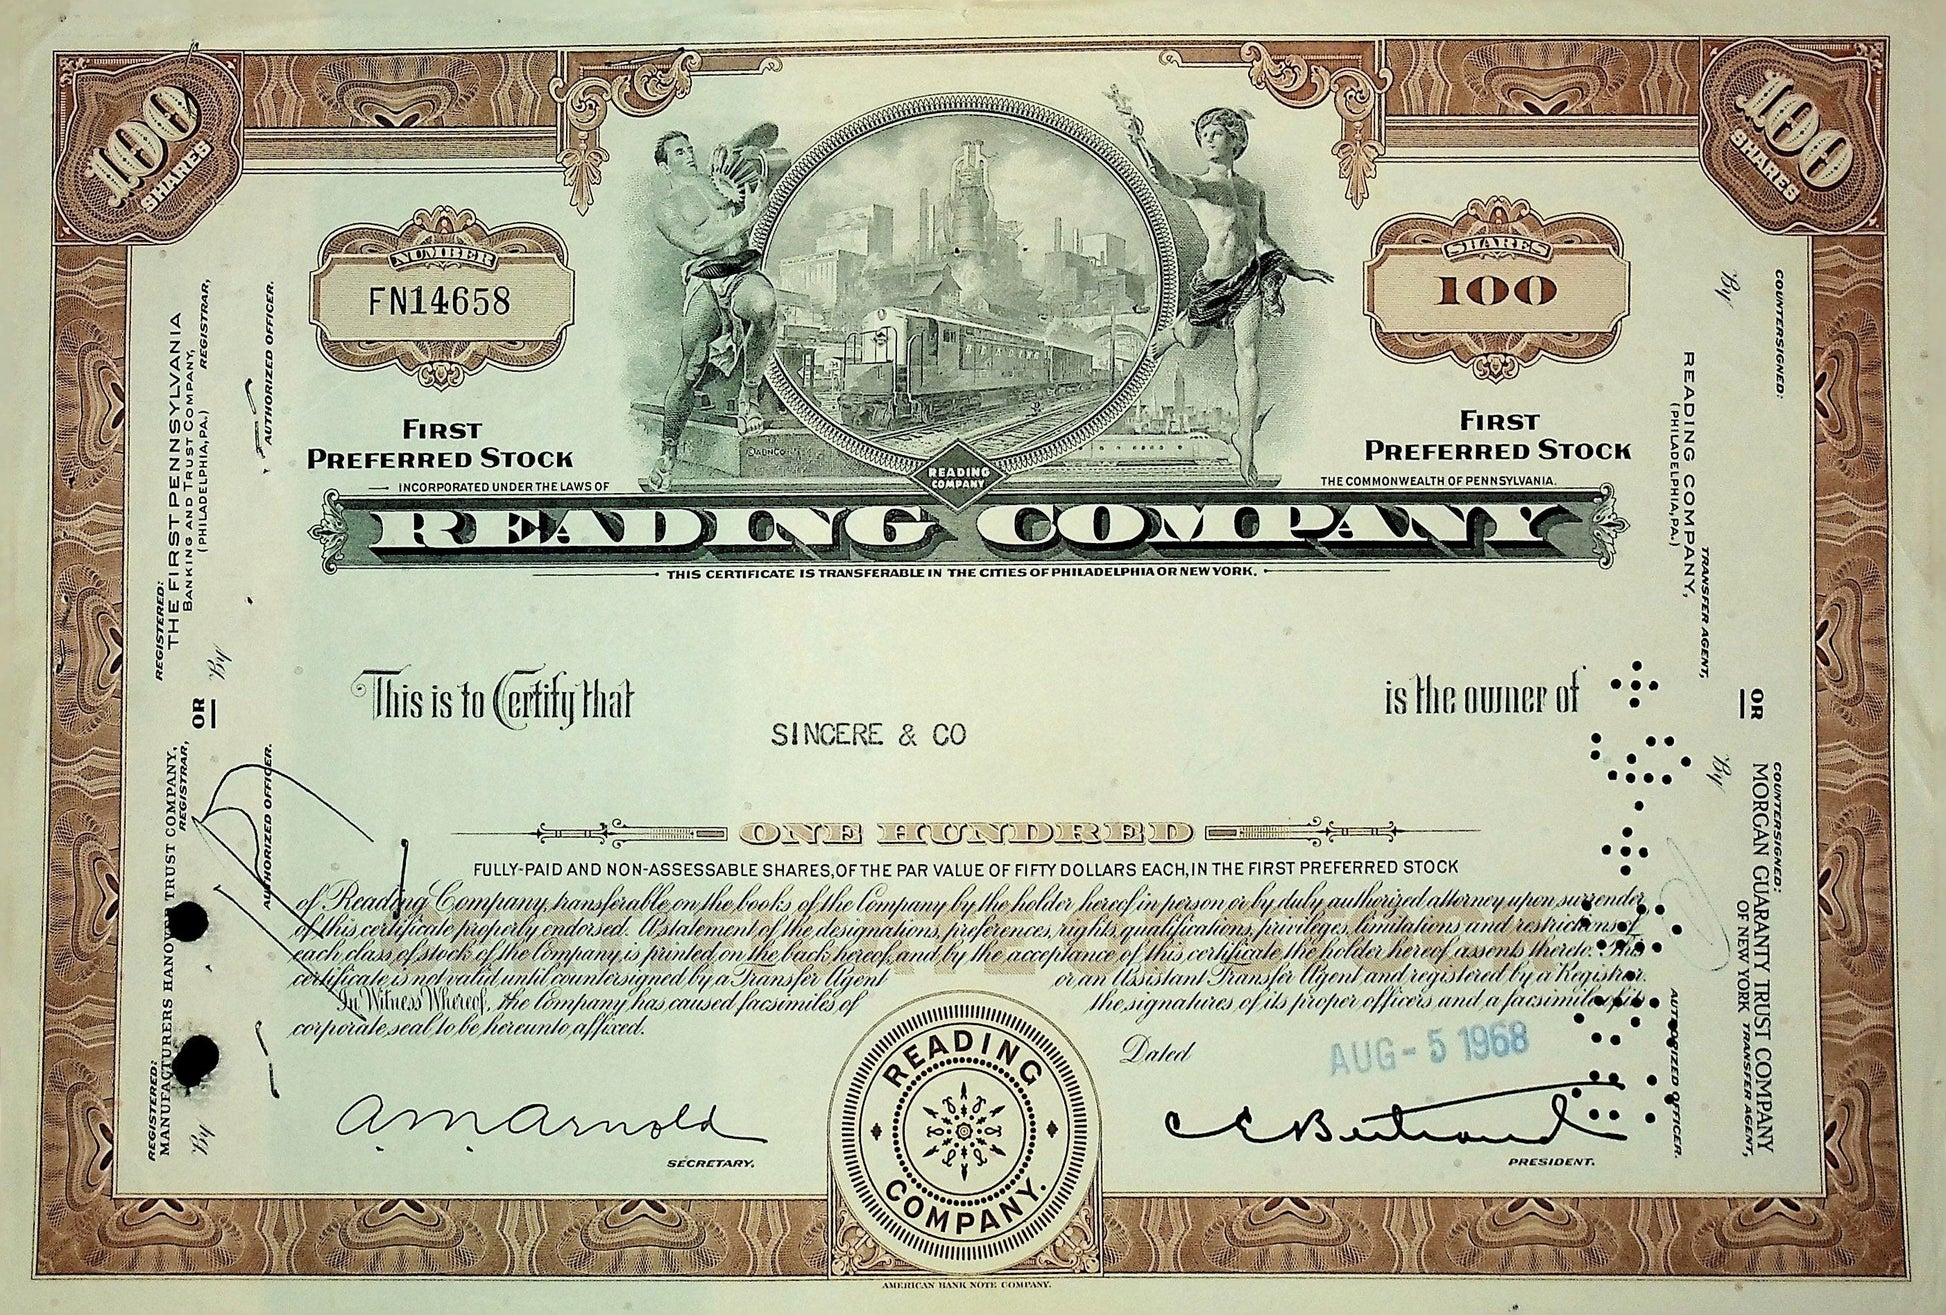 100
SHARES
100
SHARES
NUMBER
FN14658
SHARES
100
FIRST
PREFERRED STOCK
FIRST
PREFERRED STOCK
READING
READING
COMPANY
INCORPORATED UNDER THE LAWS OF
THE COMMONWEALTH OF PENNSYLVANIA.
READING COMPANY
THIS CERTIFICATE IS TRANSFERABLE IN THE CITIES OF PHILADELPHIA OR NEW YORK.
This is to Certify that
is the owner of
SINCERE & CO
ONE HUNDRED
FULLY-PAID AND NON-ASSESSABLE SHARES, OF THE PAR VALUE OF FIFTY DOLLARS EACH, IN THE FIRST PREFERRED STOCK
of Reading Company, transferable on the books of the Company by the holder hereof in person or by duly authorized attorney upon surrender
of this certificate properly endorsed. A statement of the designations, preferences, rights, qualifications, privileges, limitations and restrictions of
each class of stock of the Company is printed on the back hereof, and by the acceptance of this certificate the holder hereof assents thereto. This
certificate is not valid until countersigned by a Transfer Agent or an Assistant Transfer Agent and registered by a Registrar.
In Witness Whereof, the Company has caused facsimiles of the signatures of its proper officers and a facsimile of its
corporate seal to be hereunto affixed.
Dated
AUG - 5 1968
A M Arnold
SECRETARY.
C E Bertrand
PRESIDENT.
READING
COMPANY.
AMERICAN BANK NOTE COMPANY.
REGISTERED:
THE FIRST PENNSYLVANIA
BANKING AND TRUST COMPANY,
(PHILADELPHIA, PA.) REGISTRAR,
By
AUTHORIZED OFFICER.
OR
REGISTERED:
MANUFACTURERS HANOVER TRUST COMPANY,
REGISTRAR,
By
AUTHORIZED OFFICER.
COUNTERSIGNED:
READING COMPANY,
(PHILADELPHIA, PA.) TRANSFER AGENT,
By
OR
COUNTERSIGNED:
MORGAN GUARANTY TRUST COMPANY
OF NEW YORK TRANSFER AGENT,
By
AUTHORIZED OFFICER.